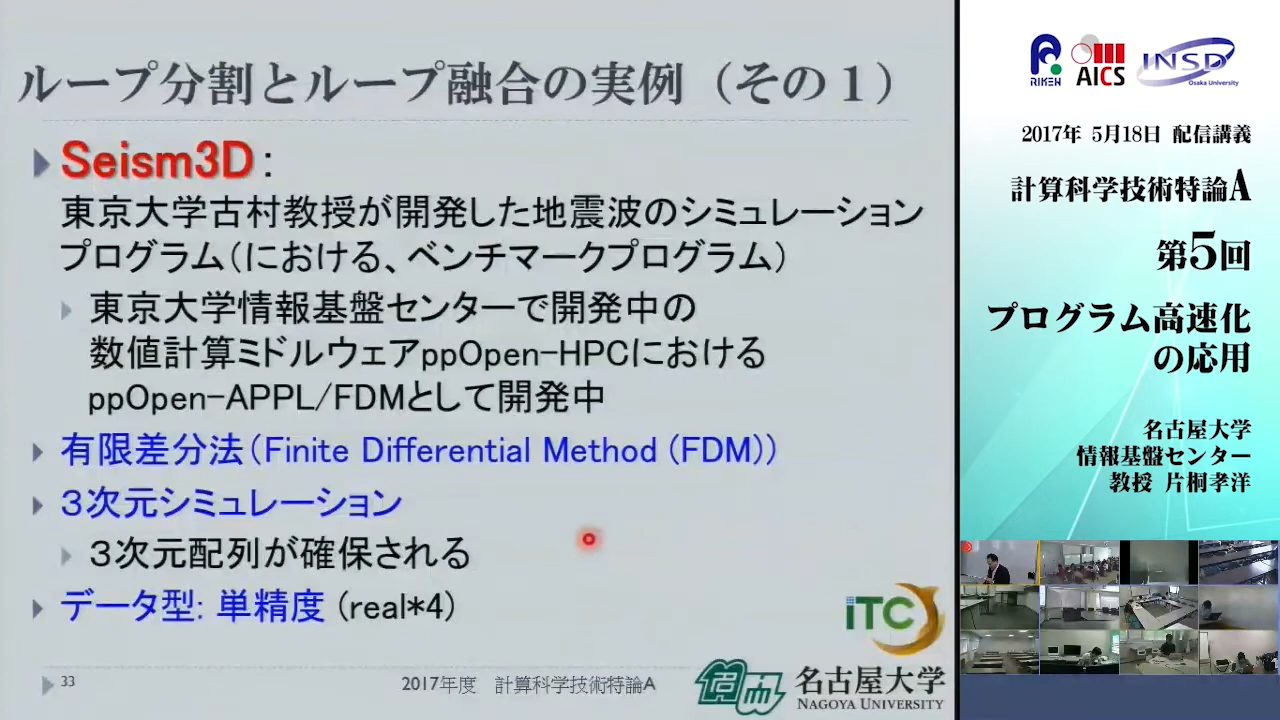 ループ分割とループ融合の実例（その１）
Seism3D：
東京大学古村教授が開発した地震波のシミュレーション
プログラム（における、ベンチマークプログラム）
東京大学情報基盤センターで開発中の
数値計算ミドルウェアppOpen-HPCにおける
ppOpen-APPL/FDMとして開発中
有限差分法（Finite Differential Method (FDM)）
３次元シミュレーション
３次元配列が確保される
データ型: 単精度 (real*4)
33
2017年度　計算科学技術特論A
iTC
名古屋大学
NAGOYA UNIVERSITY
RIKEN
AICS
INSD
Osaka University
2017年 5月18日 配信講義
計算科学技術特論A
第5回
プログラム高速化
の応用
名古屋大学
情報基盤センター
教授 片桐孝洋